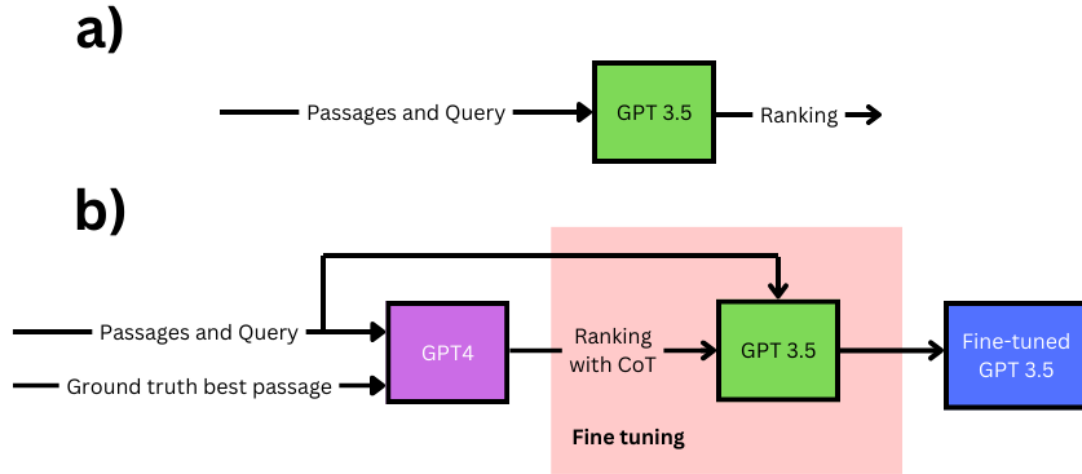 a)
Passages and Query
GPT 3.5
Ranking
b)
Passages and Query
Ground truth best passage
GPT4
Ranking
with CoT
GPT 3.5
Fine-tuned
GPT 3.5
Fine tuning